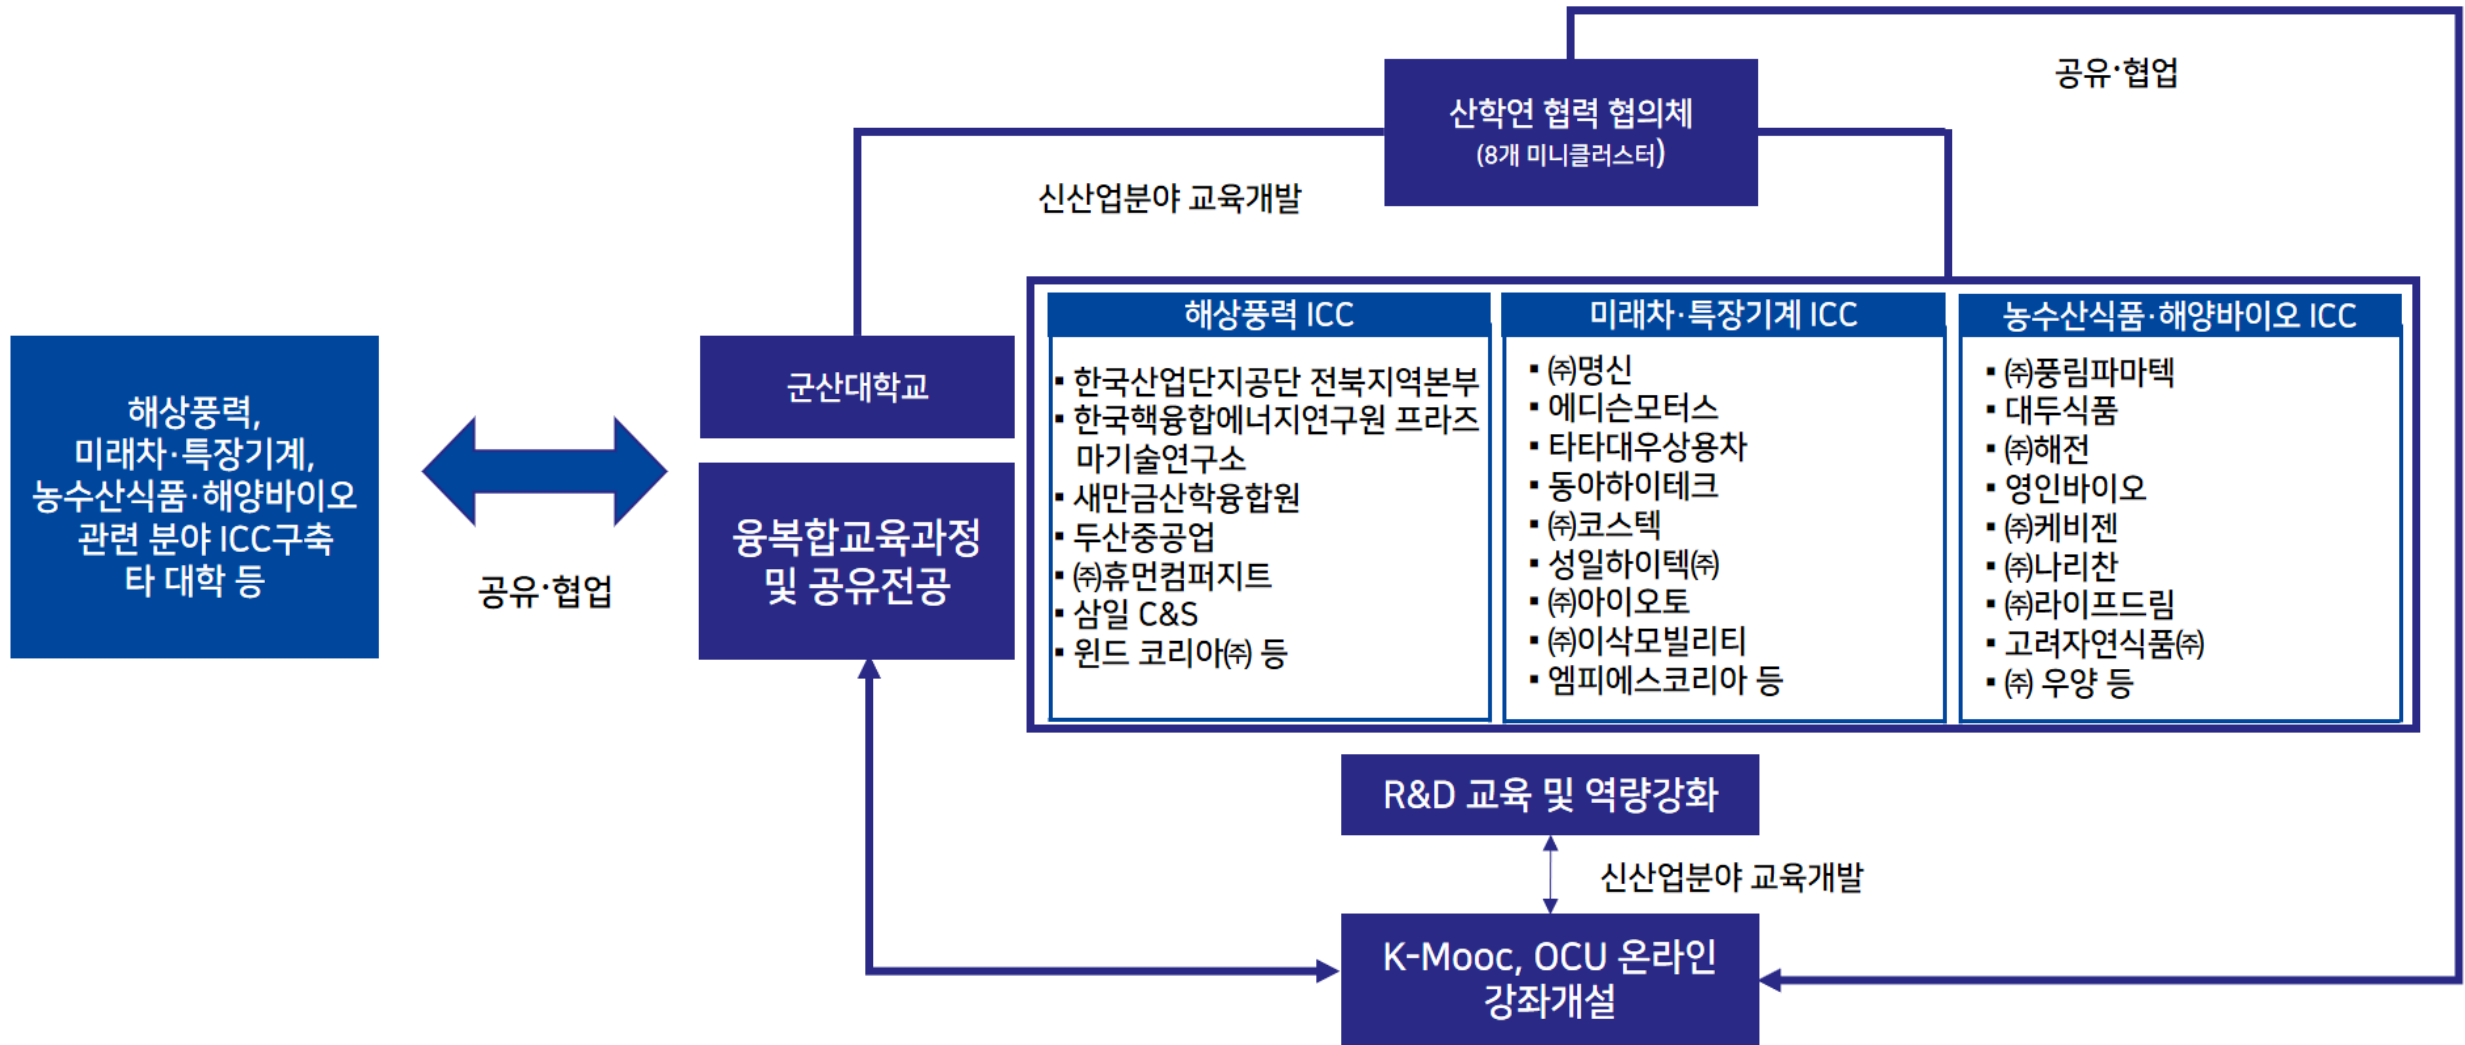 공유·협업
산학연 협력 협의체
(8개 미니클러스터)
신산업분야 교육개발
해상풍력,
미래차·특장기계,
농수산식품·해양바이오
관련 분야 ICC구축
타 대학 등
공유·협업
군산대학교
융복합교육과정
및 공유전공
해상풍력 ICC
▪ 한국산업단지공단 전북지역본부
▪ 한국핵융합에너지연구원 프라즈
마기술연구소
▪ 새만금산학융합원
▪ 두산중공업
▪ ㈜휴먼컴퍼지트
▪ 삼일 C&S
▪ 윈드 코리아㈜ 등
미래차·특장기계 ICC
▪ ㈜명신
▪ 에디슨모터스
▪ 타타대우상용차
▪ 동아하이테크
▪ ㈜코스텍
▪ 성일하이텍㈜
▪ ㈜아이오토
▪ ㈜이삭모빌리티
▪ 엠피에스코리아 등
농수산식품·해양바이오 ICC
▪ ㈜풍림파마텍
▪ 대두식품
▪ ㈜해전
▪ 영인바이오
▪ ㈜케비젠
▪ ㈜나리찬
▪ ㈜라이프드림
▪ 고려자연식품㈜
▪ ㈜ 우양 등
R&D 교육 및 역량강화
신산업분야 교육개발
K-Mooc, OCU 온라인
강좌개설